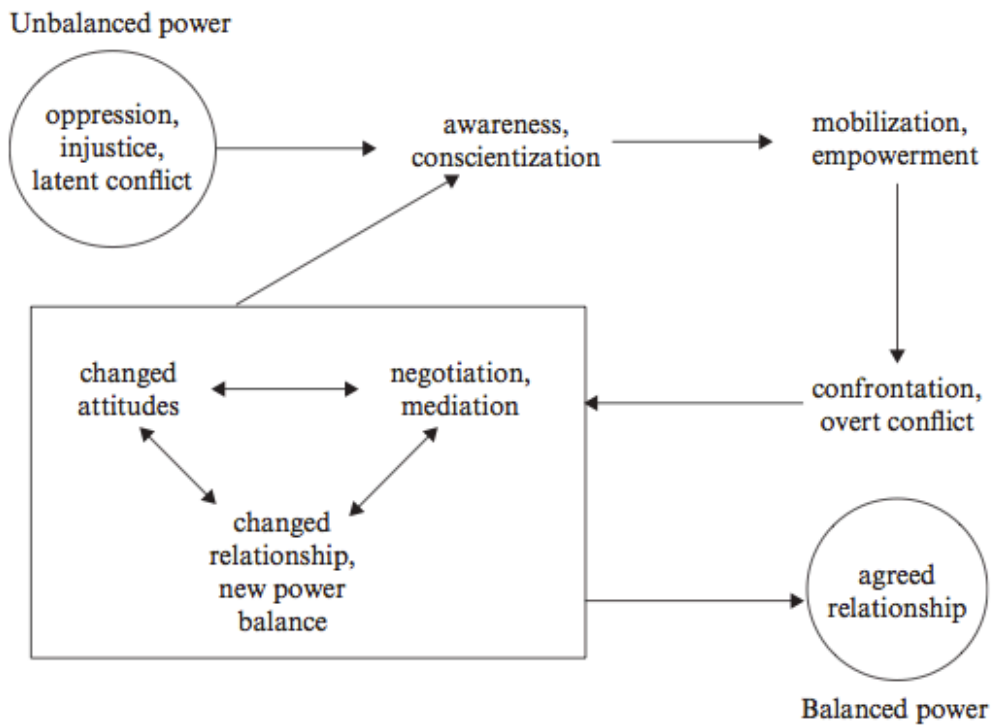 Unbalanced power
oppression,
injustice,
latent conflict
awareness,
conscientization
mobilization,
empowerment
changed
attitudes
negotiation,
mediation
confrontation,
overt conflict
changed
relationship,
new power
balance
agreed
relationship
Balanced power